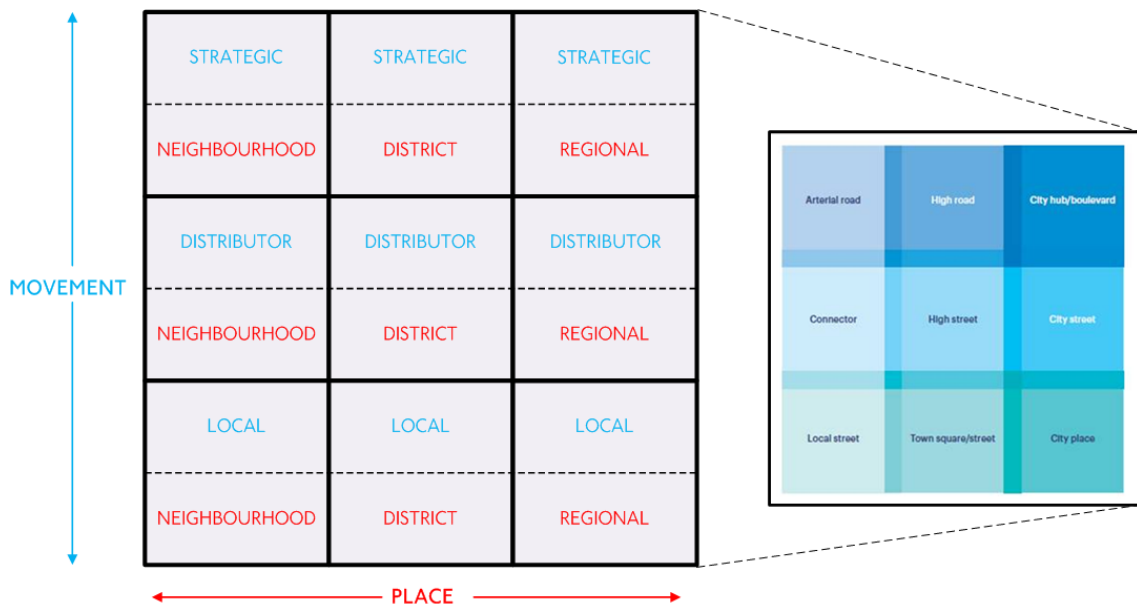 STRATEGIC STRATEGIC STRATEGIC
NEIGHBOURHOOD DISTRICT REGIONAL
DISTRIBUTOR DISTRIBUTOR DISTRIBUTOR
MOVEMENT
NEIGHBOURHOOD DISTRICT REGIONAL
LOCAL LOCAL LOCAL
NEIGHBOURHOOD DISTRICT REGIONAL
PLACE
Arterial road High road City hub/boulevard
Connector High street City street
Local street Town square/street City place